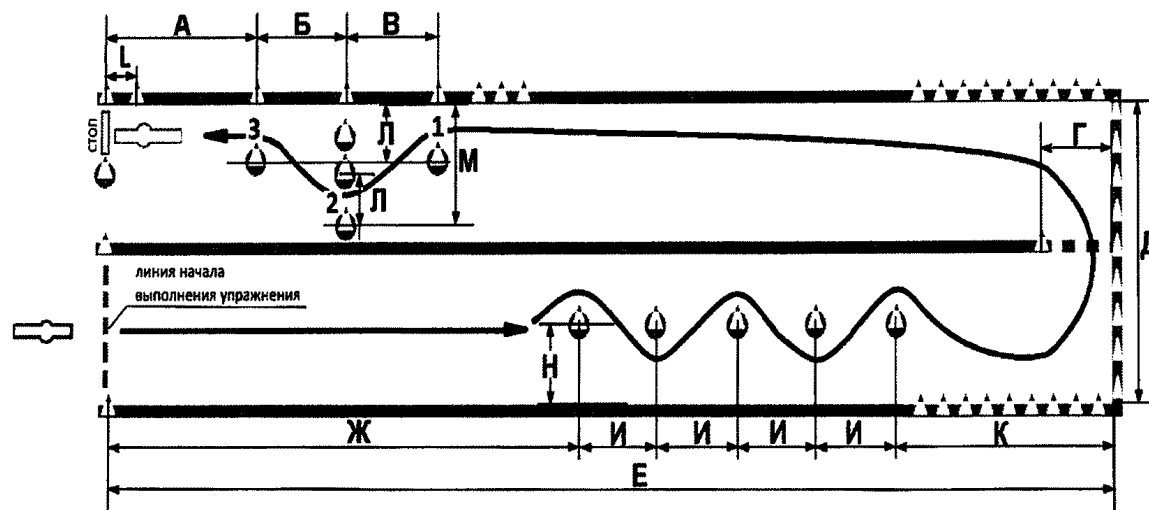 А Б В
L
СТОП
3 1
Л М Г
2 Л Д
линия начала
выполнения упражнения
Н
Ж И И И И К
Е